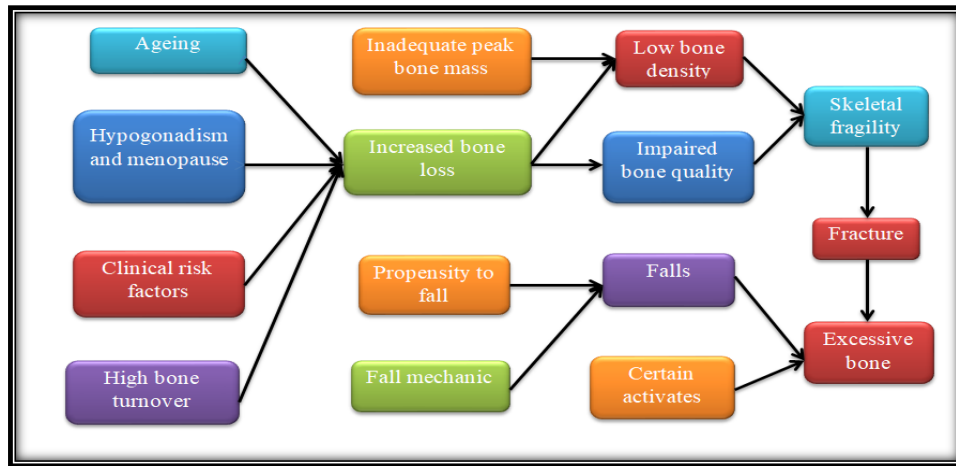 Ageing
Inadequate peak
bone mass
Low bone
density
Hypogonadism
and menopause
Increased bone
loss
Impaired
bone quality
Skeletal
fragility
Clinical risk
factors
Propensity to
fall
Falls
Fracture
High bone
turnover
Fall mechanic
Certain
activates
Excessive
bone